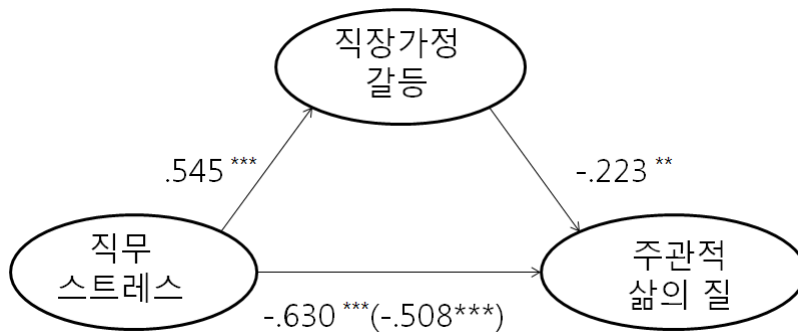 직장가정
갈등
.545 ***
-.223 **
직무
스트레스
주관적
삶의 질
-.630 ***(-.508***)